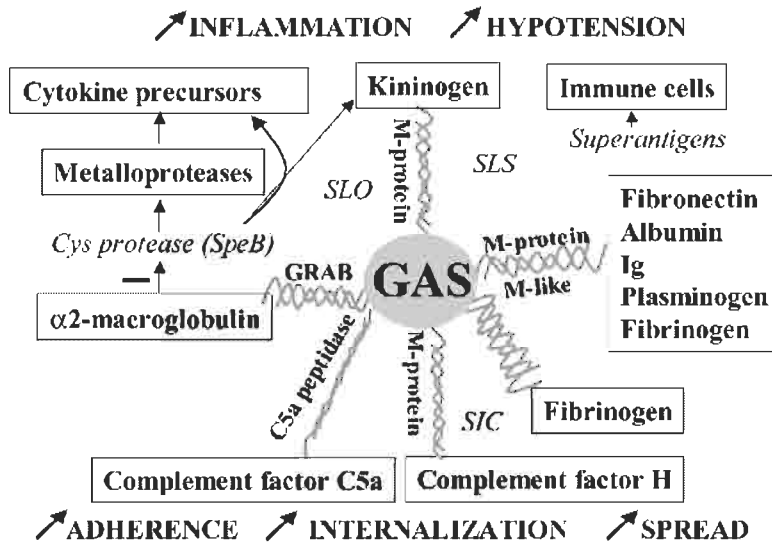 INFLAMMATION HYPOTENSION
Cytokine precursors
Kininogen
Immune cells
Superantigens
Metalloproteases
M-protein
SLO
SLS
Cys protease (SpeB)
Fibronectin
Albumin
Ig
Plasminogen
Fibrinogen
M-protein
M-like
GRAB
GAS
α2-macroglobulin
C5a peptidase
M-protein
SIC
Fibrinogen
Complement factor C5a
Complement factor H
ADHERENCE INTERNALIZATION SPREAD